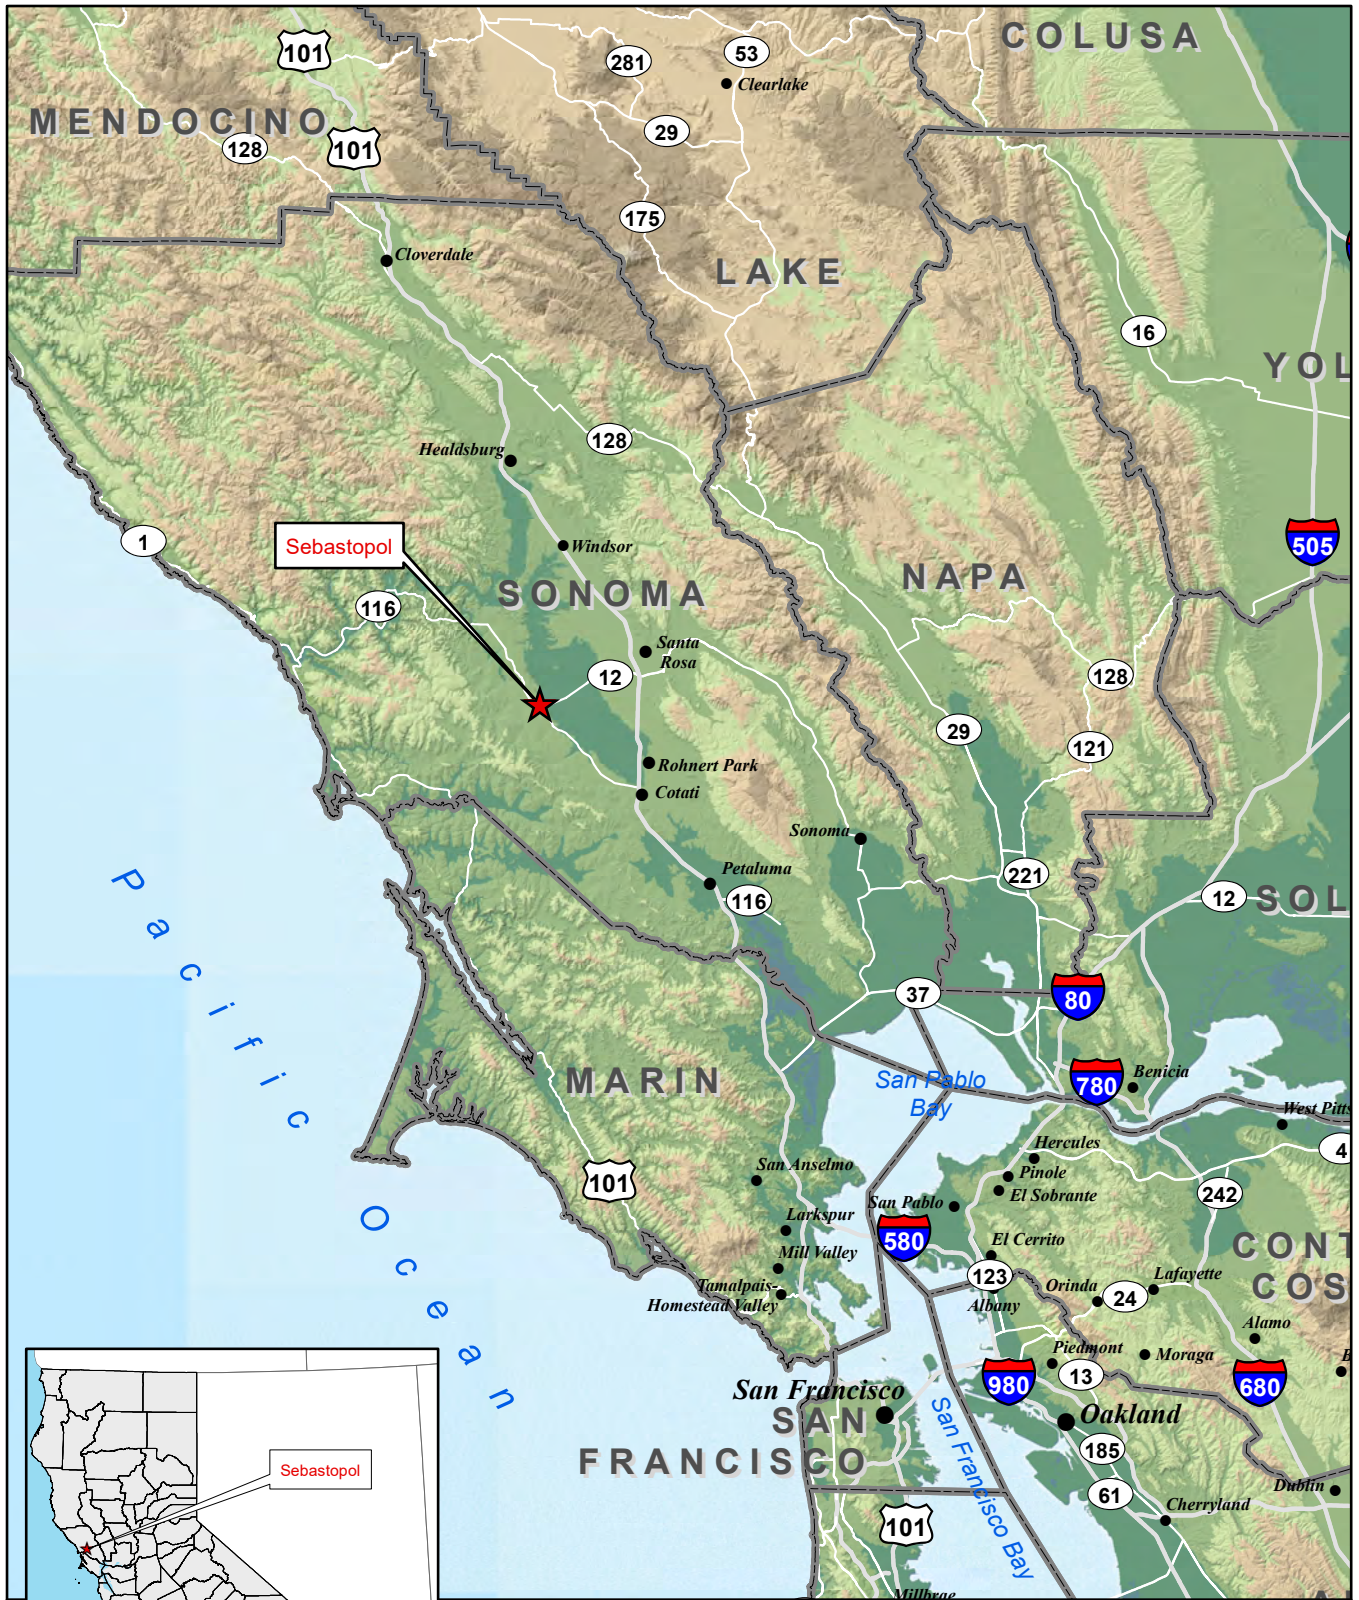 COLUSA
101
281
53
Clearlake
MENDOCINO
29
128
101
175
Cloverdale
LAKE
16
YOL
128
Healdsburg
1
505
Sebastopol
Windsor
NAPA
SONOMA
116
Santa
Rosa
12
128
29
121
Rohnert Park
Cotati
Sonoma
Petaluma
221
116
12
SOL
Pacific Ocean
37
80
San Pablo
Bay
780
Benicia
MARIN
West Pitts
Hercules
4
San Anselmo
Pinole
101
El Sobrante
242
San Pablo
Larkspur
580
El Cerrito
CONT
COS
Mill Valley
123
Tamalpais-
Homestead Valley
Orinda
24
Lafayette
Albany
Alamo
Piedmont
Moraga
980
13
680
San Francisco
SAN
FRANCISCO
Oakland
San Francisco Bay
185
Sebastopol
61
Dublin
Cherryland
101
Millbrae